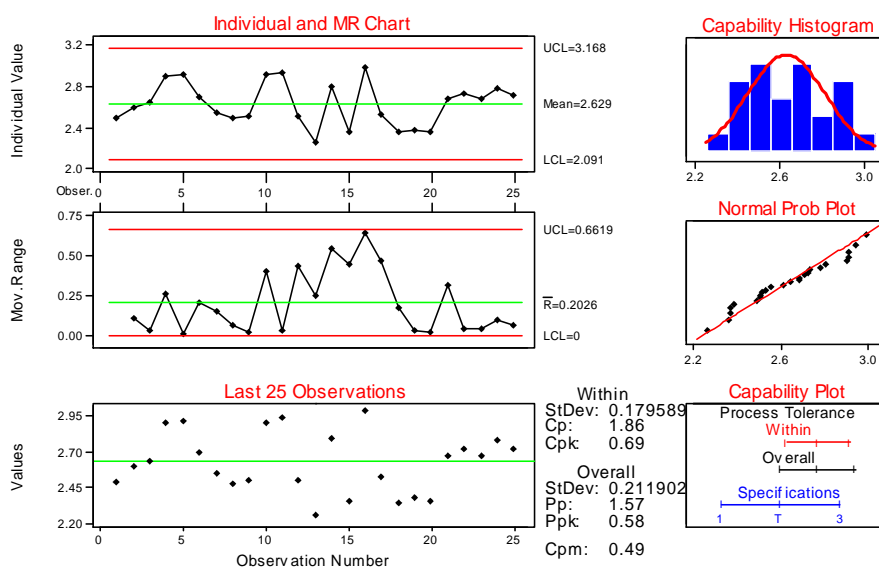 Individual and MR Chart
Individual Value
3.2
2.8
2.4
2.0
UCL=3.168
Mean=2.629
LCL=2.091
Obser.
0
5
10
15
20
25
Mov.Range
0.75
0.50
0.25
0.00
UCL=0.6619
R=0.2026
LCL=0
Last 25 Observations
Values
2.95
2.70
2.45
2.20
0
5
10
15
20
25
Observation Number
Within
StDev: 0.179589
Cp: 1.86
Cpk: 0.69
Overall
StDev: 0.211902
Pp: 1.57
Ppk: 0.58
Cpm: 0.49
Capability Histogram
2.2
2.6
3.0
Normal Prob Plot
2.2
2.6
3.0
Capability Plot
Process Tolerance
Within
Overall
Specifications
1
T
3